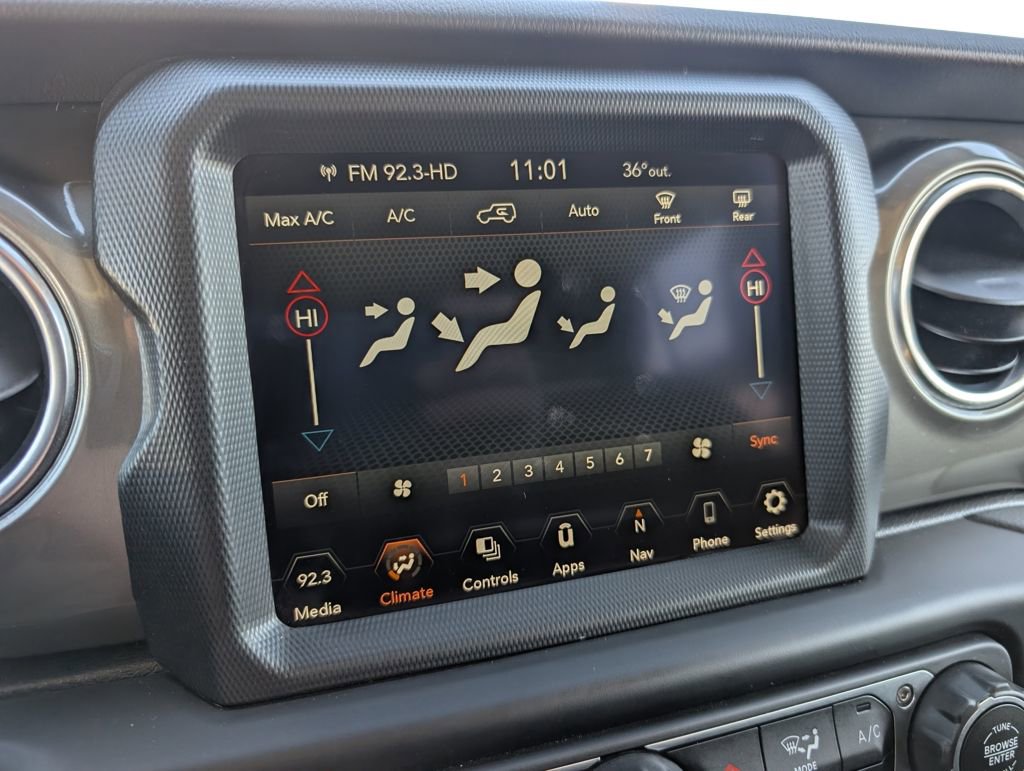 FM 92.3-HD 11:01 36°out.
Max A/C A/C Auto Front Rear
HI HI
Off 1 2 3 4 5 6 7 Sync
92.3 N
Media Climate Controls Apps Nav Phone Settings
MODE A/C
TUNE
BROWSE
ENTER